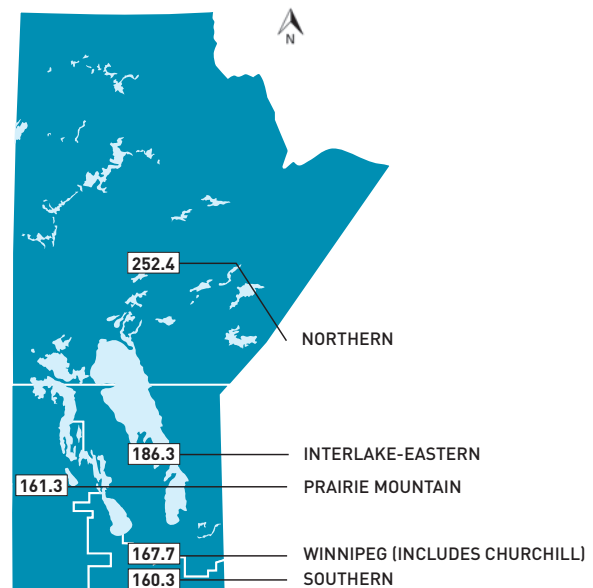 N
252.4
NORTHERN
186.3 INTERLAKE-EASTERN
161.3 PRAIRIE MOUNTAIN
167.7 WINNIPEG (INCLUDES CHURCHILL)
160.3 SOUTHERN